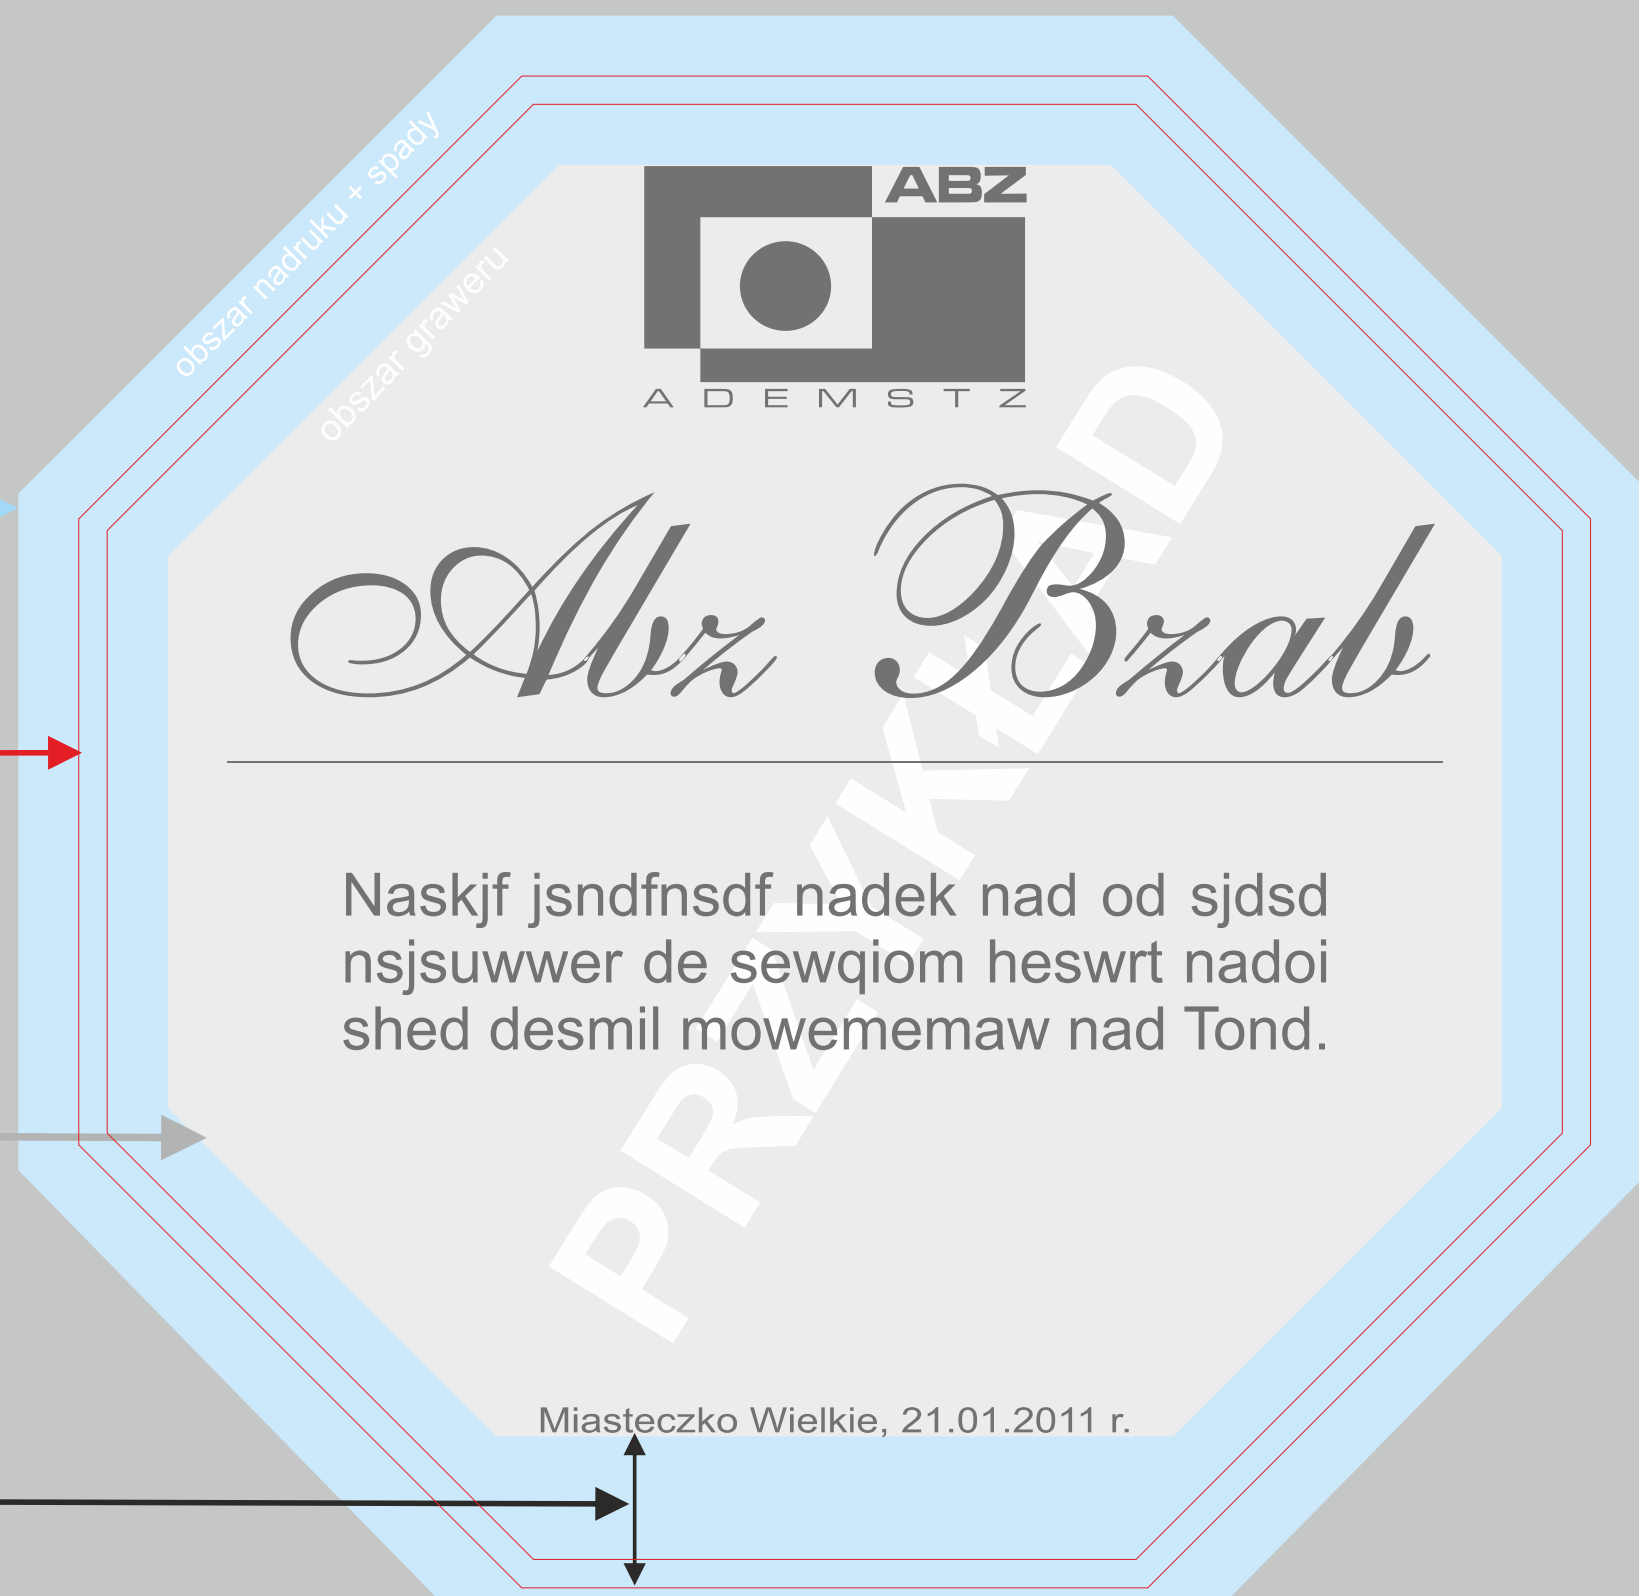 obszar nadruku + spady
obszar graweru
ABZ
ADEMSTZ
PRZYKŁAD
Abz Bzab
Naskjf jsndfnsdf nadek nad od sjdsd
nsjsuwwer de sewqiom heswrt nadoi
shed desmil mowememaw nad Tond.
Miasteczko Wielkie, 21.01.2011 r.